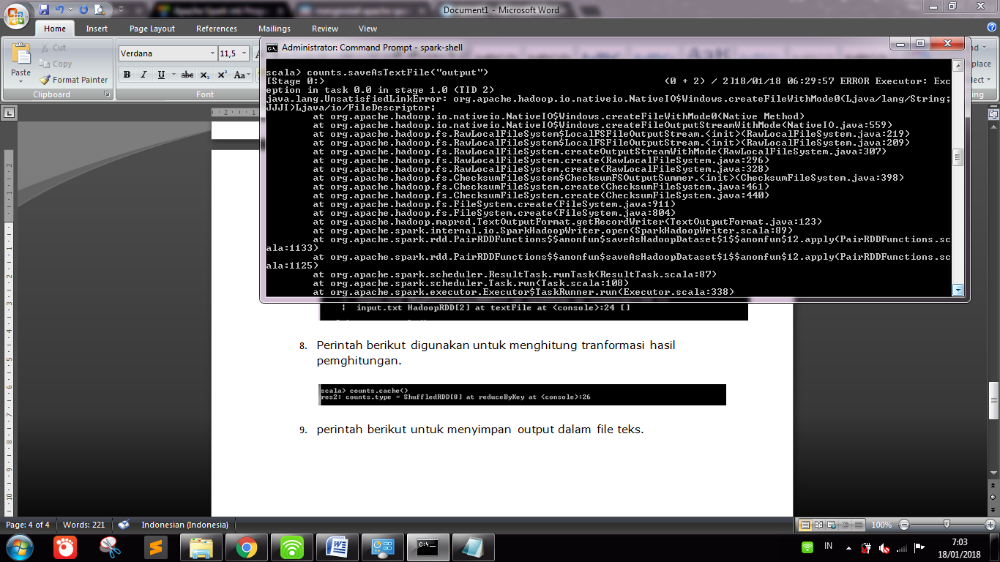 Document1 - Microsoft Word
Home Insert Page Layout References Mailings Review View
Paste
Cut
Copy
Format Painter
Clipboard
Verdana 11,5
B I U abe x₂ x² Aa
Font
Administrator: Command Prompt - spark-shell
scala> counts.saveAsTextFile("output")
[Stage 0:> (0 + 2) / 2]18/01/18 06:29:57 ERROR Executor: Exc
eption in task 0.0 in stage 1.0 (TID 2)
java.lang.UnsatisfiedLinkError: org.apache.hadoop.io.nativeio.NativeIO$Windows.createFileWithMode0(Ljava/lang/String;
JJJI)Ljava/io/FileDescriptor;
at org.apache.hadoop.io.nativeio.NativeIO$Windows.createFileWithMode0(Native Method)
at org.apache.hadoop.io.nativeio.NativeIO$Windows.createFileOutputStreamWithMode(NativeIO.java:559)
at org.apache.hadoop.fs.RawLocalFileSystem$LocalFSFileOutputStream.<init>(RawLocalFileSystem.java:219)
at org.apache.hadoop.fs.RawLocalFileSystem$LocalFSFileOutputStream.<init>(RawLocalFileSystem.java:209)
at org.apache.hadoop.fs.RawLocalFileSystem.createOutputStreamWithMode(RawLocalFileSystem.java:307)
at org.apache.hadoop.fs.RawLocalFileSystem.create(RawLocalFileSystem.java:296)
at org.apache.hadoop.fs.RawLocalFileSystem.create(RawLocalFileSystem.java:328)
at org.apache.hadoop.fs.ChecksumFileSystem$ChecksumFSOutputSummer.<init>(ChecksumFileSystem.java:398)
at org.apache.hadoop.fs.ChecksumFileSystem.create(ChecksumFileSystem.java:461)
at org.apache.hadoop.fs.ChecksumFileSystem.create(ChecksumFileSystem.java:440)
at org.apache.hadoop.fs.FileSystem.create(FileSystem.java:911)
at org.apache.hadoop.fs.FileSystem.create(FileSystem.java:804)
at org.apache.hadoop.mapred.TextOutputFormat.getRecordWriter(TextOutputFormat.java:123)
at org.apache.spark.internal.io.SparkHadoopWriter.open(SparkHadoopWriter.scala:89)
at org.apache.spark.rdd.PairRDDFunctions$$anonfun$saveAsHadoopDataset$1$$anonfun$12.apply(PairRDDFunctions.sc
ala:1133)
at org.apache.spark.rdd.PairRDDFunctions$$anonfun$saveAsHadoopDataset$1$$anonfun$12.apply(PairRDDFunctions.sc
ala:1125)
at org.apache.spark.scheduler.ResultTask.runTask(ResultTask.scala:87)
at org.apache.spark.scheduler.Task.run(Task.scala:108)
at org.apache.spark.executor.Executor$TaskRunner.run(Executor.scala:338)
| input.txt HadoopRDD[2] at textFile at <console>:24 []
8. Perintah berikut digunakan untuk menghitung tranformasi hasil
pemghitungan.
scala> counts.cache()
res2: counts.type = ShuffledRDD[8] at reduceByKey at <console>:26
9. perintah berikut untuk menyimpan output dalam file teks.
Page: 4 of 4 Words: 221 Indonesian (Indonesia) 100%
IN 7:03
18/01/2018